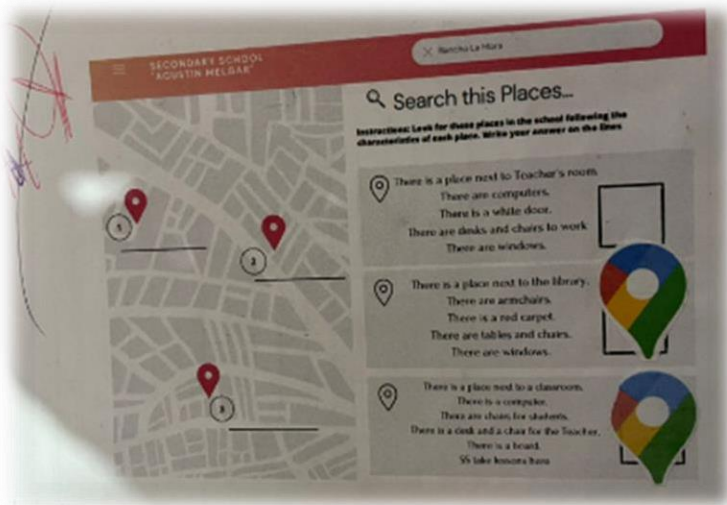 SECONDARY SCHOOL
"AGUSTIN MELGAR"
Rancho La Mora
Search this Places...
Instructions: Look for these places in the school following the
characteristics of each place. Write your answer on the lines
1
2
3
There is a place next to Teacher's room.
There are computers.
There is a white door.
There are desks and chairs to work
There are windows.
There is a place next to the library.
There are armchairs.
There is a red carpet.
There are tables and chairs.
There are windows.
There is a place next to a classroom.
There is a computer.
There are chairs for students.
There is a desk and a chair for the Teacher.
There is a board.
SS take lessons here